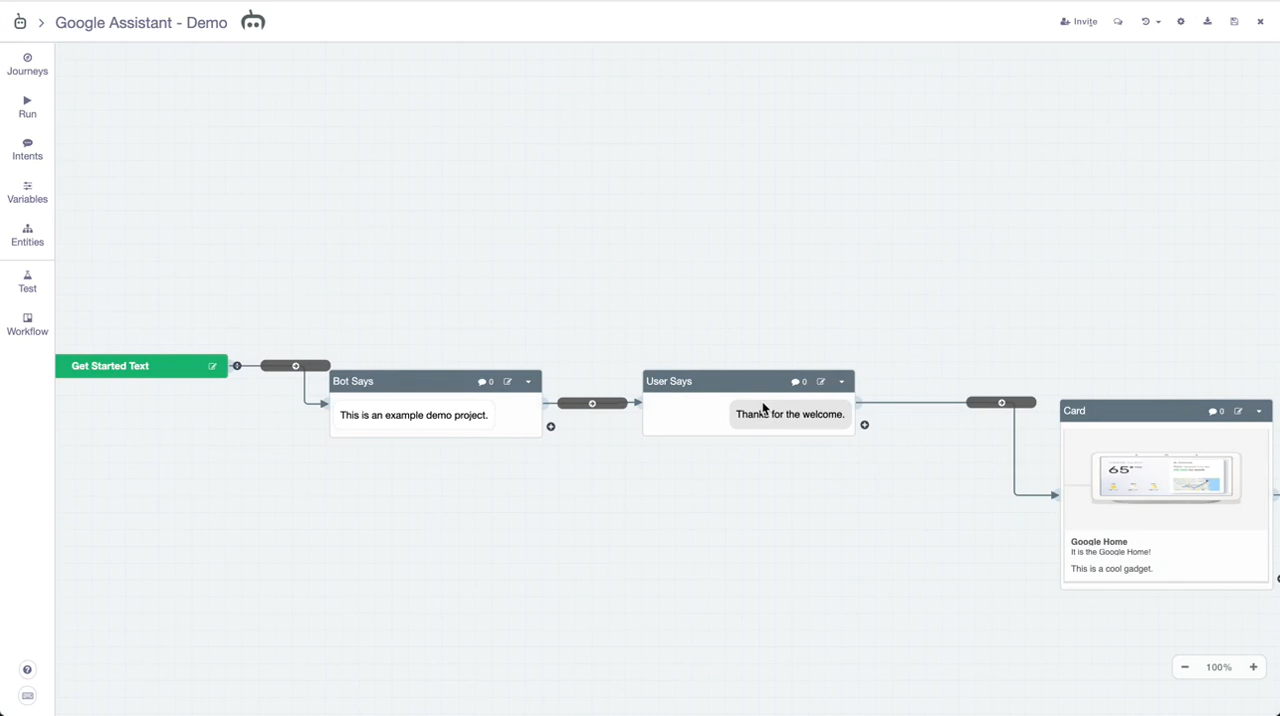 Google Assistant - Demo
Invite
Journeys
Run
Intents
Variables
Entities
Test
Workflow
Get Started Text
Bot Says
0
This is an example demo project.
User Says
0
Thanks for the welcome.
Card
0
65°
Google Home
It is the Google Home!
This is a cool gadget.
100%